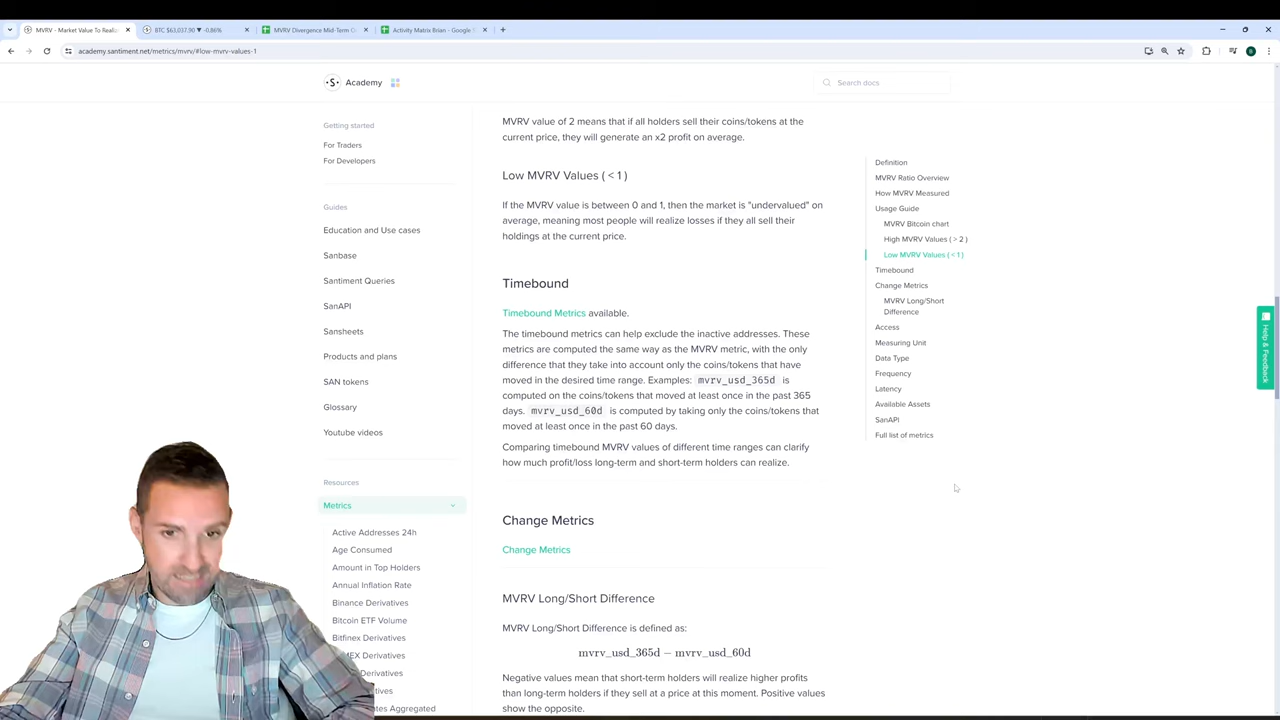 MVRV - Market Value To Realiz
BTC $63,037.90 ▼ -0.86%
MVRV Divergence Mid-Term C
Activity Matrix Brian - Google S
academy.santiment.net/metrics/mvrv/#low-mvrv-values-1
B
·S·
Academy
Search docs
Getting started
For Traders
For Developers
Guides
Education and Use cases
Sanbase
Santiment Queries
SanAPI
Sansheets
Products and plans
SAN tokens
Glossary
Youtube videos
Resources
Metrics
Active Addresses 24h
Age Consumed
Amount in Top Holders
Annual Inflation Rate
Binance Derivatives
Bitcoin ETF Volume
Bitfinex Derivatives
MEX Derivatives
Derivatives
tives
tes Aggregated
MVRV value of 2 means that if all holders sell their coins/tokens at the
current price, they will generate an x2 profit on average.
Low MVRV Values ( < 1 )
If the MVRV value is between 0 and 1, then the market is "undervalued" on
average, meaning most people will realize losses if they all sell their
holdings at the current price.
Timebound
Timebound Metrics available.
The timebound metrics can help exclude the inactive addresses. These
metrics are computed the same way as the MVRV metric, with the only
difference that they take into account only the coins/tokens that have
moved in the desired time range. Examples: mvrv_usd_365d is
computed on the coins/tokens that moved at least once in the past 365
days. mvrv_usd_60d is computed by taking only the coins/tokens that
moved at least once in the past 60 days.
Comparing timebound MVRV values of different time ranges can clarify
how much profit/loss long-term and short-term holders can realize.
Change Metrics
Change Metrics
MVRV Long/Short Difference
MVRV Long/Short Difference is defined as:
mvrv_usd_365d − mvrv_usd_60d
Negative values mean that short-term holders will realize higher profits
than long-term holders if they sell at a price at this moment. Positive values
show the opposite.
Definition
MVRV Ratio Overview
How MVRV Measured
Usage Guide
MVRV Bitcoin chart
High MVRV Values ( > 2 )
Low MVRV Values ( < 1 )
Timebound
Change Metrics
MVRV Long/Short
Difference
Access
Measuring Unit
Data Type
Frequency
Latency
Available Assets
SanAPI
Full list of metrics
Help & Feedback